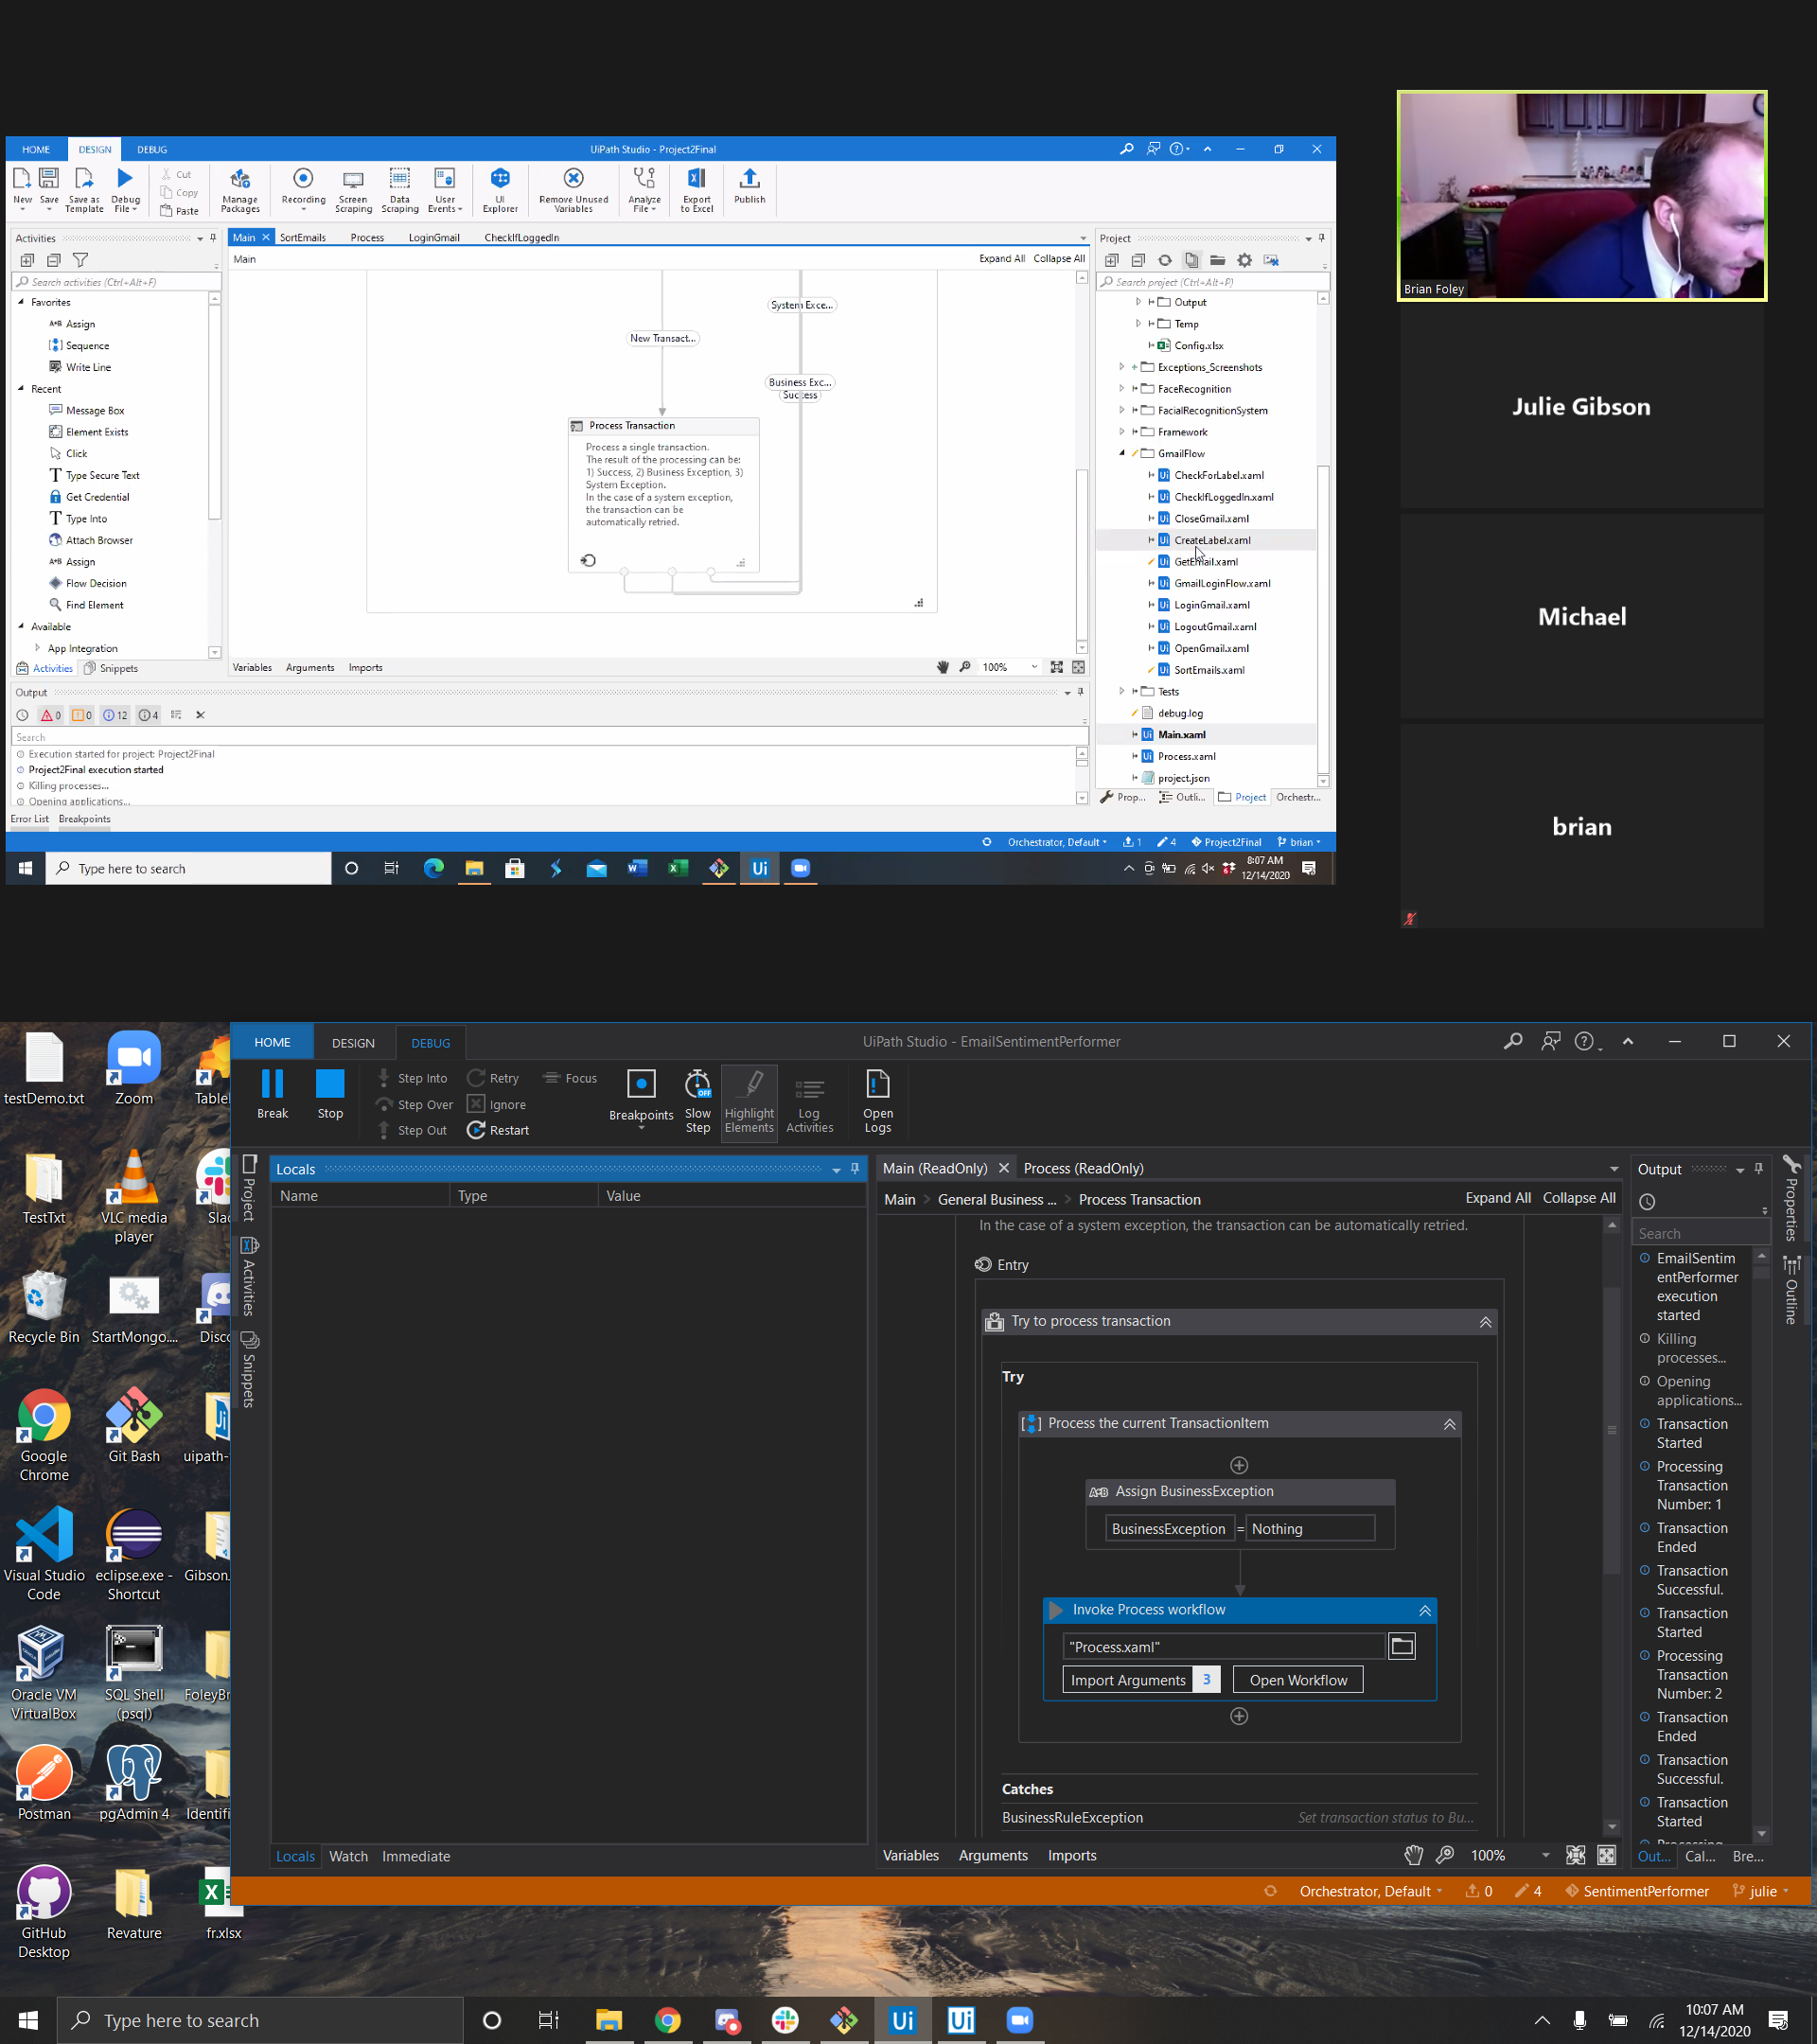 HOME DESIGN DEBUG
UiPath Studio - Project2Final
New
Save
Save as Template
Debug File
Cut
Copy
Paste
Manage Packages
Recording
Screen Scraping
Data Scraping
User Events
UI Explorer
Remove Unused Variables
Analyze File
Export to Excel
Publish
Activities
Search activities (Ctrl+Alt+F)
Favorites
Assign
Sequence
Write Line
Recent
Message Box
Element Exists
Click
Type Secure Text
Get Credential
Type Into
Attach Browser
Assign
Flow Decision
Find Element
Available
App Integration
Activities Snippets
Main SortEmails Process LoginGmail CheckIfLoggedIn
Main Expand All Collapse All
System Exce...
New Transact...
Business Exc...
Success
Process Transaction
Process a single transaction.
The result of the processing can be:
1) Success, 2) Business Exception, 3)
System Exception.
In the case of a system exception,
the transaction can be
automatically retried.
Variables Arguments Imports 100%
Project
Search project (Ctrl+Alt+P)
Output
Temp
Config.xlsx
Exceptions_Screenshots
FaceRecognition
FacialRecognitionSystem
Framework
GmailFlow
CheckForLabel.xaml
CheckIfLoggedIn.xaml
CloseGmail.xaml
CreateLabel.xaml
GetEmail.xaml
GmailLoginFlow.xaml
LoginGmail.xaml
LogoutGmail.xaml
OpenGmail.xaml
SortEmails.xaml
Tests
debug.log
Main.xaml
Process.xaml
project.json
Prop... Outli... Project Orchestr...
Output
0 0 12 4
Search
Execution started for project: Project2Final
Project2Final execution started
Killing processes...
Opening applications...
Error List Breakpoints
Orchestrator, Default 1 4 Project2Final brian
Type here to search
8:07 AM
12/14/2020
Brian Foley
Julie Gibson
Michael
brian
testDemo.txt
Zoom
TestTxt
VLC media player
Recycle Bin
StartMongo....
Google Chrome
Git Bash
Visual Studio Code
eclipse.exe - Shortcut
Oracle VM VirtualBox
SQL Shell (psql)
Postman
pgAdmin 4
GitHub Desktop
Revature
fr.xlsx
HOME DESIGN DEBUG
UiPath Studio - EmailSentimentPerformer
Break
Stop
Step Into
Step Over
Step Out
Retry
Ignore
Restart
Focus
Breakpoints
Slow Step
OFF
Highlight Elements
Log Activities
Open Logs
Project
Activities
Snippets
Locals
Name Type Value
Locals Watch Immediate
Main (ReadOnly) Process (ReadOnly)
Main > General Business ... > Process Transaction Expand All Collapse All
In the case of a system exception, the transaction can be automatically retried.
Entry
Try to process transaction
Try
Process the current TransactionItem
A+B Assign BusinessException
BusinessException = Nothing
Invoke Process workflow
"Process.xaml"
Import Arguments 3 Open Workflow
Catches
BusinessRuleException Set transaction status to Bu...
Variables Arguments Imports 100%
Output
Search
EmailSentim
entPerformer
execution
started
Killing
processes...
Opening
applications...
Transaction
Started
Processing
Transaction
Number: 1
Transaction
Ended
Transaction
Successful.
Transaction
Started
Processing
Transaction
Number: 2
Transaction
Ended
Transaction
Successful.
Transaction
Started
Out... Cal... Bre...
Properties
Outline
Orchestrator, Default 0 4 SentimentPerformer julie
Type here to search
10:07 AM
12/14/2020